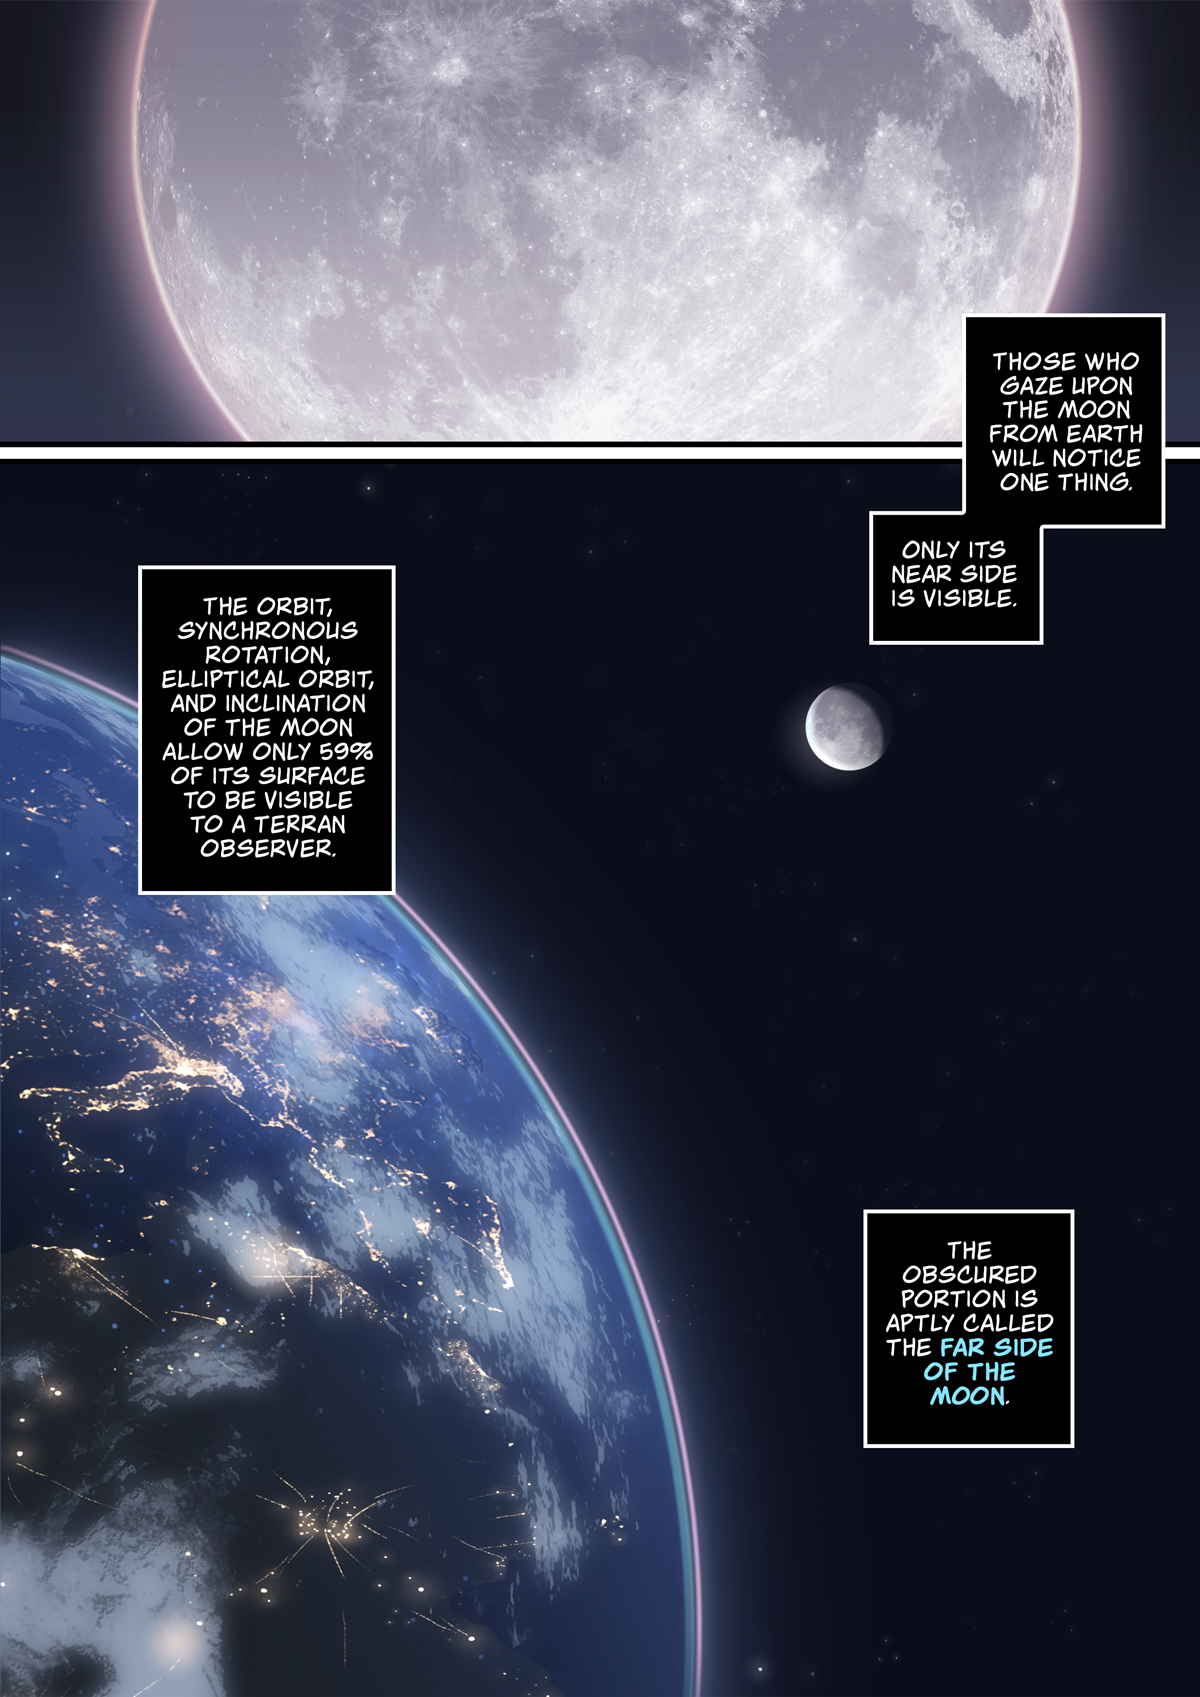 THOSE WHO
GAZE UPON
THE MOON
FROM EARTH
WILL NOTICE
ONE THING.
ONLY ITS
NEAR SIDE
IS VISIBLE.
THE ORBIT,
SYNCHRONOUS
ROTATION,
ELLIPTICAL ORBIT,
AND INCLINATION
OF THE MOON
ALLOW ONLY 59%
OF ITS SURFACE
TO BE VISIBLE
TO A TERRAN
OBSERVER.
THE
OBSCURED
PORTION IS
APTLY CALLED
THE FAR SIDE
OF THE
MOON.